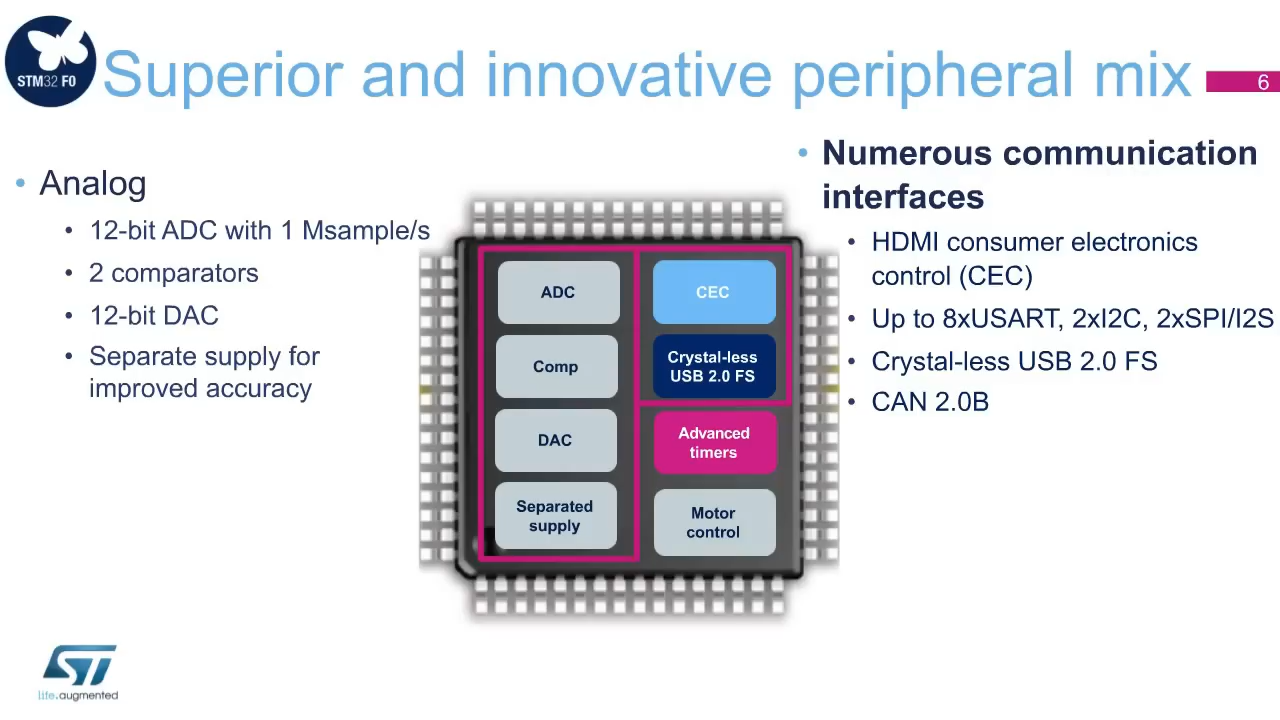 STM32 F0
Superior and innovative peripheral mix
6
• Analog
• 12-bit ADC with 1 Msample/s
• 2 comparators
• 12-bit DAC
• Separate supply for
improved accuracy
ADC
Comp
DAC
Separated
supply
CEC
Crystal-less
USB 2.0 FS
Advanced
timers
Motor
control
• Numerous communication
interfaces
• HDMI consumer electronics
control (CEC)
• Up to 8xUSART, 2xI2C, 2xSPI/I2S
• Crystal-less USB 2.0 FS
• CAN 2.0B
ST
life.augmented